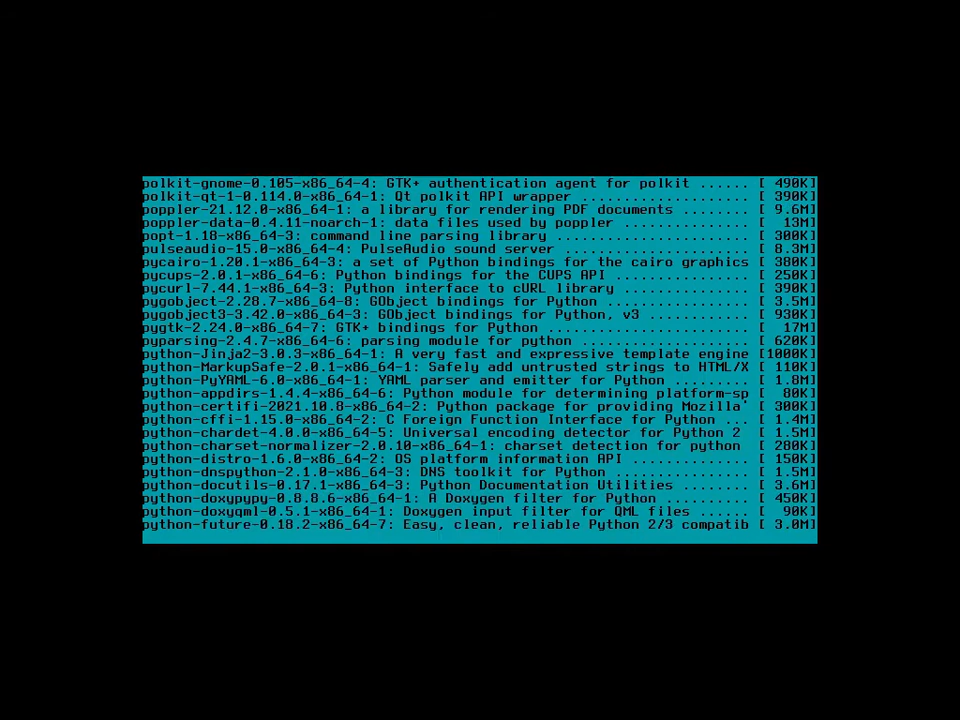 polkit-gnome-0.105-x86_64-4: GTK+ authentication agent for polkit ...... [ 490K]
polkit-qt-1-0.114.0-x86_64-1: Qt polkit API wrapper .................... [ 390K]
poppler-21.12.0-x86_64-1: a library for rendering PDF documents ........ [ 9.6M]
poppler-data-0.4.11-noarch-1: data files used by poppler ............... [  13M]
popt-1.18-x86_64-3: command line parsing library ....................... [ 300K]
pulseaudio-15.0-x86_64-4: PulseAudio sound server ...................... [ 8.3M]
pycairo-1.20.1-x86_64-3: a set of Python bindings for the cairo graphics [ 380K]
pycups-2.0.1-x86_64-6: Python bindings for the CUPS API ................ [ 250K]
pycurl-7.44.1-x86_64-3: Python interface to cURL library ............... [ 390K]
pygobject-2.28.7-x86_64-8: GObject bindings for Python ................. [ 3.5M]
pygobject3-3.42.0-x86_64-3: GObject bindings for Python, v3 ............ [ 930K]
pygtk-2.24.0-x86_64-7: GTK+ bindings for Python ........................ [  17M]
pyparsing-2.4.7-x86_64-6: parsing module for python .................... [ 620K]
python-Jinja2-3.0.3-x86_64-1: A very fast and expressive template engine [1000K]
python-MarkupSafe-2.0.1-x86_64-1: Safely add untrusted strings to HTML/X [ 110K]
python-PyYAML-6.0-x86_64-1: YAML parser and emitter for Python ......... [ 1.8M]
python-appdirs-1.4.4-x86_64-6: Python module for determining platform-sp [  80K]
python-certifi-2021.10.8-x86_64-2: Python package for providing Mozilla' [ 300K]
python-cffi-1.15.0-x86_64-2: C Foreign Function Interface for Python ... [ 1.4M]
python-chardet-4.0.0-x86_64-5: Universal encoding detector for Python 2  [ 1.5M]
python-charset-normalizer-2.0.10-x86_64-1: charset detection for python  [ 280K]
python-distro-1.6.0-x86_64-2: OS platform information API .............. [ 150K]
python-dnspython-2.1.0-x86_64-3: DNS toolkit for Python ................ [ 1.5M]
python-docutils-0.17.1-x86_64-3: Python Documentation Utilities ........ [ 3.6M]
python-doxypypy-0.8.8.6-x86_64-1: A Doxygen filter for Python .......... [ 450K]
python-doxyqml-0.5.1-x86_64-1: Doxygen input filter for QML files ...... [  90K]
python-future-0.18.2-x86_64-7: Easy, clean, reliable Python 2/3 compatib [ 3.0M]